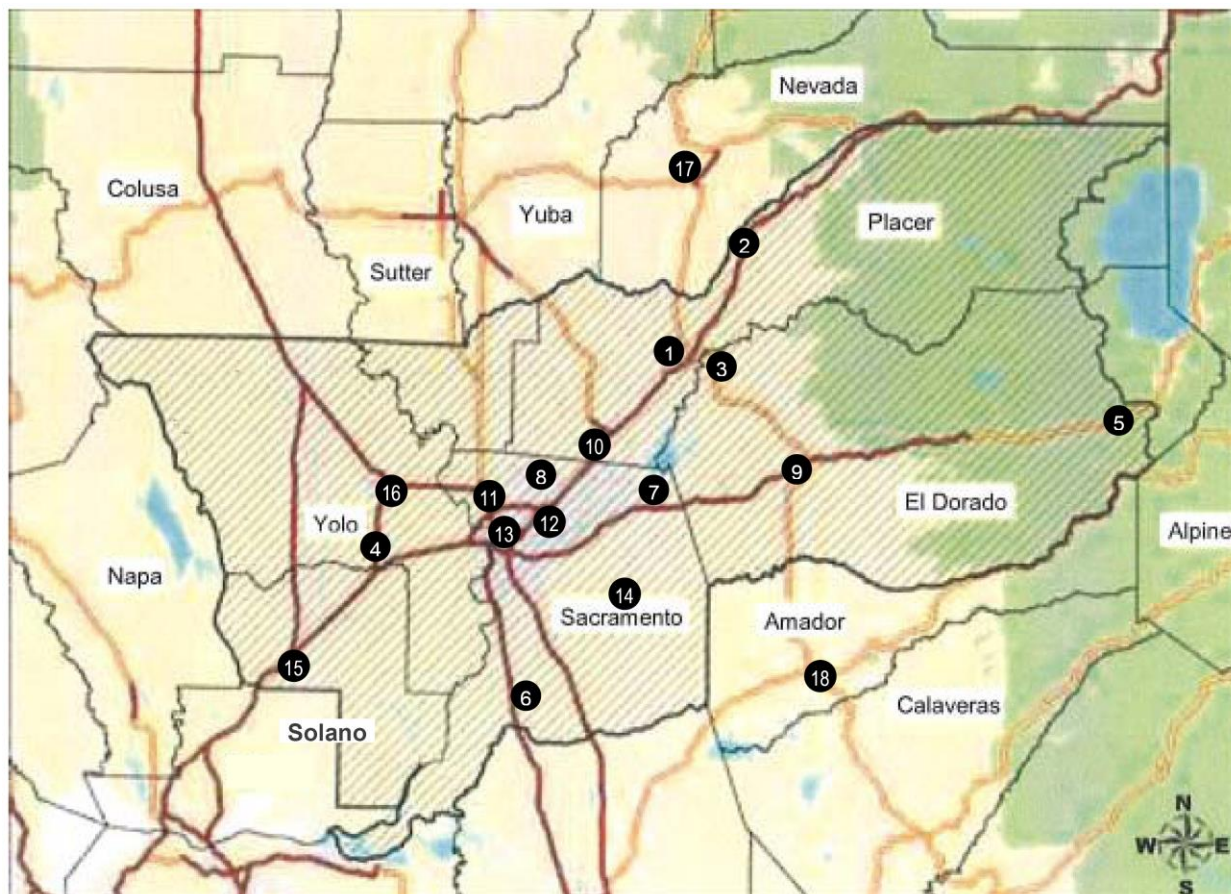 Nevada
17
Colusa
Yuba
Placer
2
Sutter
1
3
5
10
9
8
7
16
11
El Dorado
12
Yolo
13
4
Alpine
Napa
14
Sacramento
Amador
15
18
6
Calaveras
Solano
N
W E
S